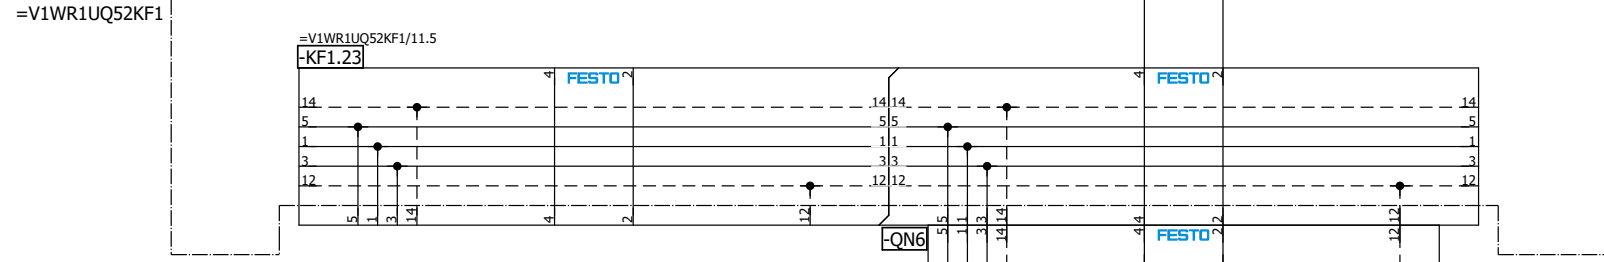 =V1WR1UQ52KF1
=V1WR1UQ52KF1/11.5
-KF1.23
4 FESTO 2 4 FESTO 2
14 14 14 14
5 5 5 5
1 1 1 1
3 3 3 3
12 12 12 12
5 1 3 14 4 2 12 5 1 3 14 4 2 12
-QN6 5 1 3 14 4 FESTO 2 12